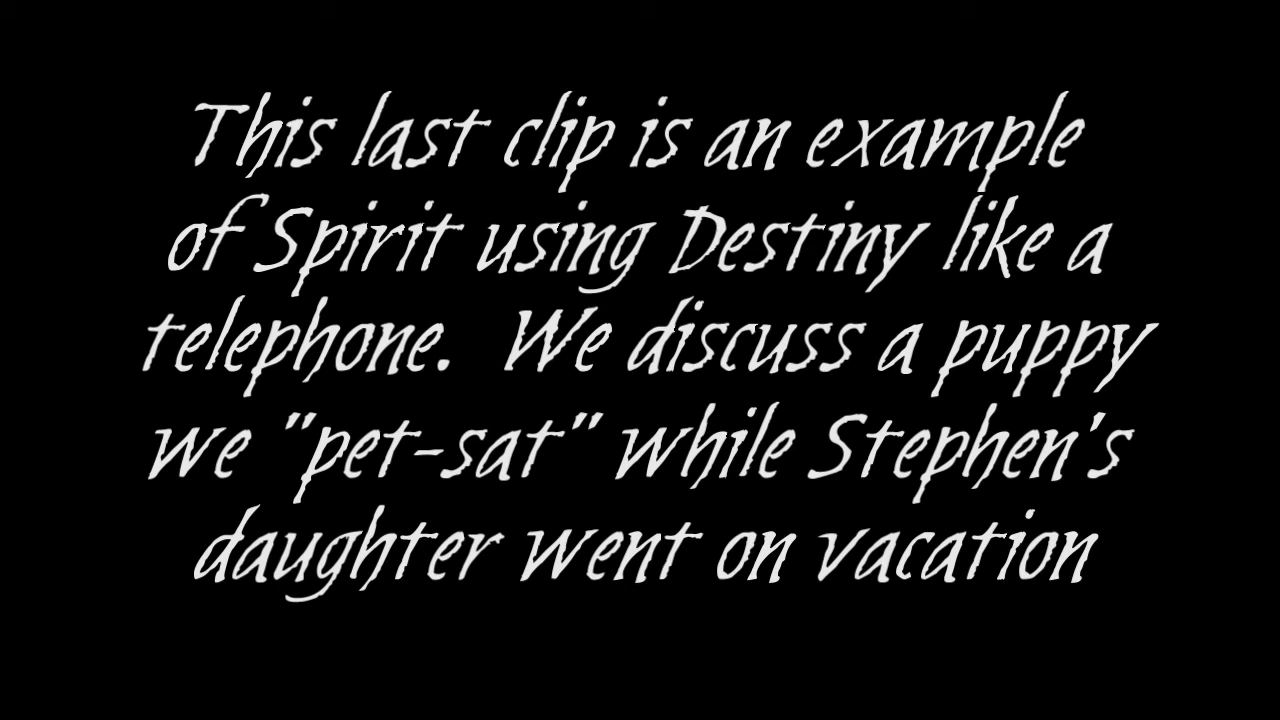 This last clip is an example
of Spirit using Destiny like a
telephone.  We discuss a puppy
we "pet-sat" while Stephen's
daughter went on vacation